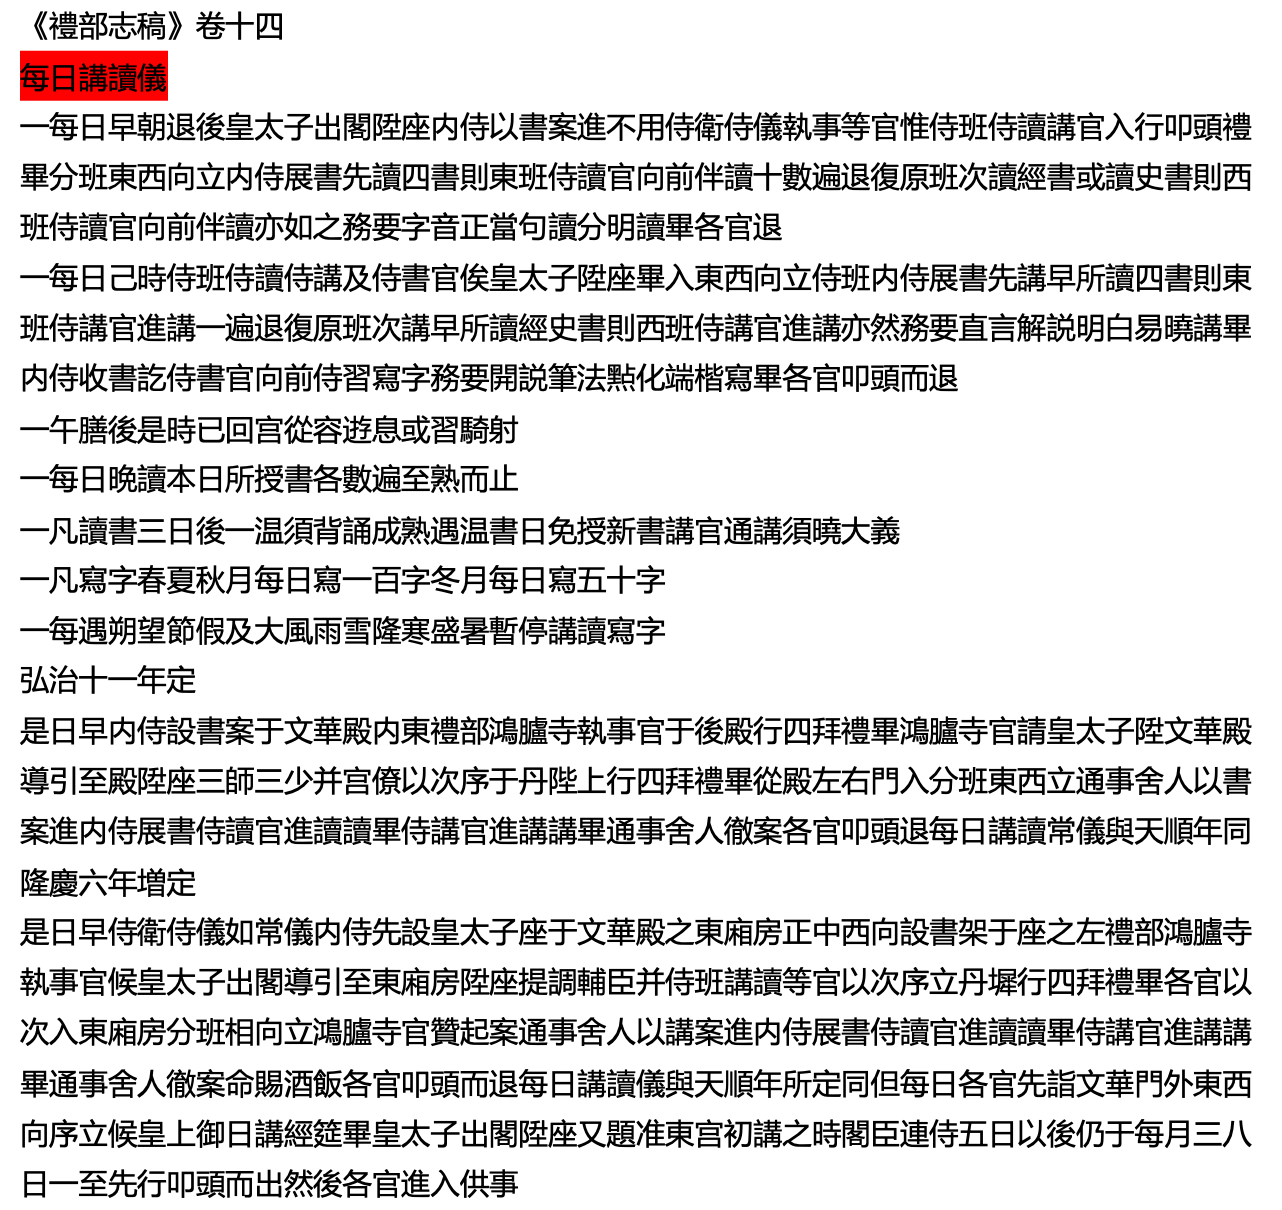 《禮部志稿》卷十四
每日講讀儀
一每日早朝退後皇太子出閣陞座内侍以書案進不用侍衛侍儀執事等官惟侍班侍讀講官入行叩頭禮
畢分班東西向立内侍展書先讀四書則東班侍讀官向前伴讀十數遍退復原班次讀經書或讀史書則西
班侍讀官向前伴讀亦如之務要字音正當句讀分明讀畢各官退
一每日己時侍班侍讀侍講及侍書官俟皇太子陞座畢入東西向立侍班内侍展書先講早所讀四書則東
班侍講官進講一遍退復原班次講早所讀經史書則西班侍講官進講亦然務要直言解説明白易曉講畢
内侍收書訖侍書官向前侍習寫字務要開説筆法㸃化端楷寫畢各官叩頭而退
一午膳後是時已回宫從容逰息或習騎射
一每日晩讀本日所授書各數遍至熟而止
一凡讀書三日後一温須背誦成熟遇温書日免授新書講官通講須曉大義
一凡寫字春夏秋月每日寫一百字冬月每日寫五十字
一每遇朔望節假及大風雨雪隆寒盛暑暫停講讀寫字
弘治十一年定
是日早内侍設書案于文華殿内東禮部鴻臚寺執事官于後殿行四拜禮畢鴻臚寺官請皇太子陞文華殿
導引至殿陞座三師三少并宫僚以次序于丹陛上行四拜禮畢從殿左右門入分班東西立通事舍人以書
案進内侍展書侍讀官進讀讀畢侍講官進講講畢通事舍人徹案各官叩頭退每日講讀常儀與天順年同
隆慶六年增定
是日早侍衛侍儀如常儀内侍先設皇太子座于文華殿之東廂房正中西向設書架于座之左禮部鴻臚寺
執事官候皇太子出閣導引至東廂房陞座提調輔臣并侍班講讀等官以次序立丹墀行四拜禮畢各官以
次入東廂房分班相向立鴻臚寺官贊起案通事舍人以講案進内侍展書侍讀官進讀讀畢侍講官進講講
畢通事舍人徹案命賜酒飯各官叩頭而退每日講讀儀與天順年所定同但每日各官先詣文華門外東西
向序立候皇上御日講經筵畢皇太子出閣陞座又題准東宫初講之時閣臣連侍五日以後仍于每月三八
日一至先行叩頭而出然後各官進入供事